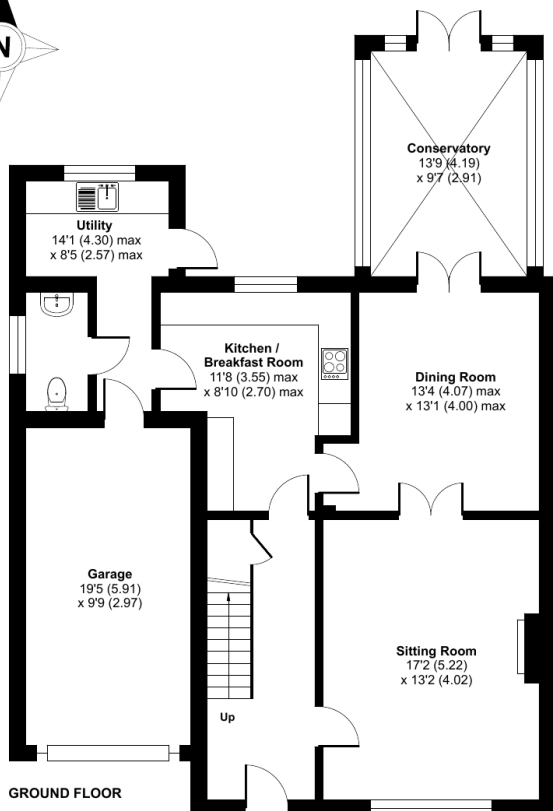 N
Conservatory
13'9 (4.19)
x 9'7 (2.91)
Utility
14'1 (4.30) max
x 8'5 (2.57) max
Kitchen /
Breakfast Room
11'8 (3.55) max
x 8'10 (2.70) max
Dining Room
13'4 (4.07) max
x 13'1 (4.00) max
Garage
19'5 (5.91)
x 9'9 (2.97)
Sitting Room
17'2 (5.22)
x 13'2 (4.02)
Up
GROUND FLOOR